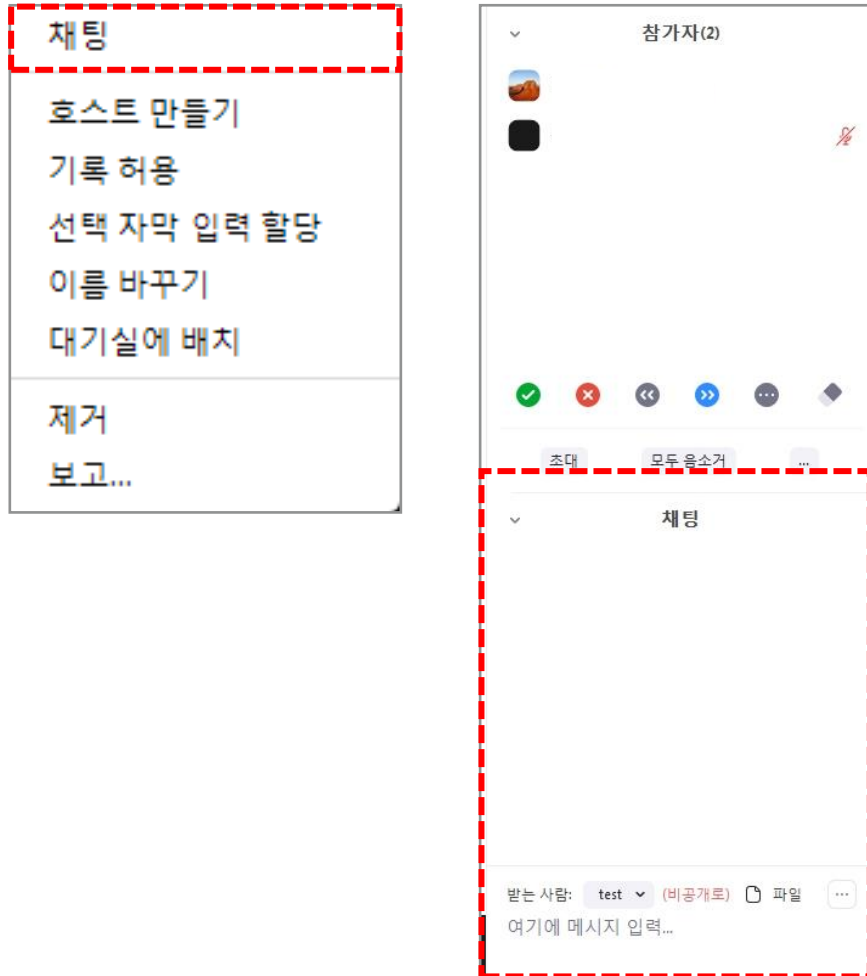 채팅
호스트 만들기
기록 허용
선택 자막 입력 할당
이름 바꾸기
대기실에 배치
제거
보고...
참가자(2)
초대 모두 음소거 ...
채팅
받는 사람: test (비공개로) 파일 ...
여기에 메시지 입력...